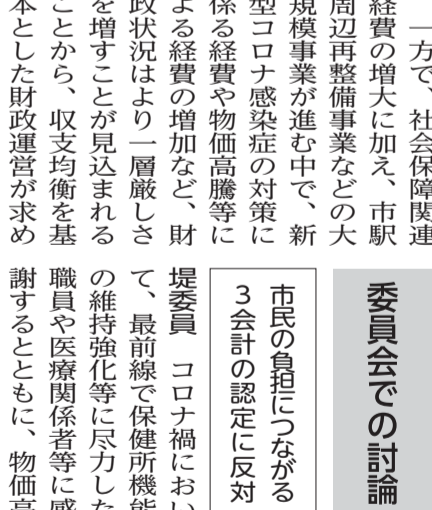 一方で、社会保障関連
経費の増大に加え、市駅
周辺再整備事業などの大
規模事業が進む中で、新
型コロナ感染症の対策に
係る経費や物価高騰等に
よる経費の増加など、財
政状況はより一層厳しさ
を増すことが見込まれる
ことから、収支均衡を基
本とした財政運営が求め
委員会での討論
市民の負担につながる
３会計の認定に反対
堤委員　コロナ禍におい
て、最前線で保健所機能
の維持強化等に尽力した
職員や医療関係者等に感
謝するとともに、物価高